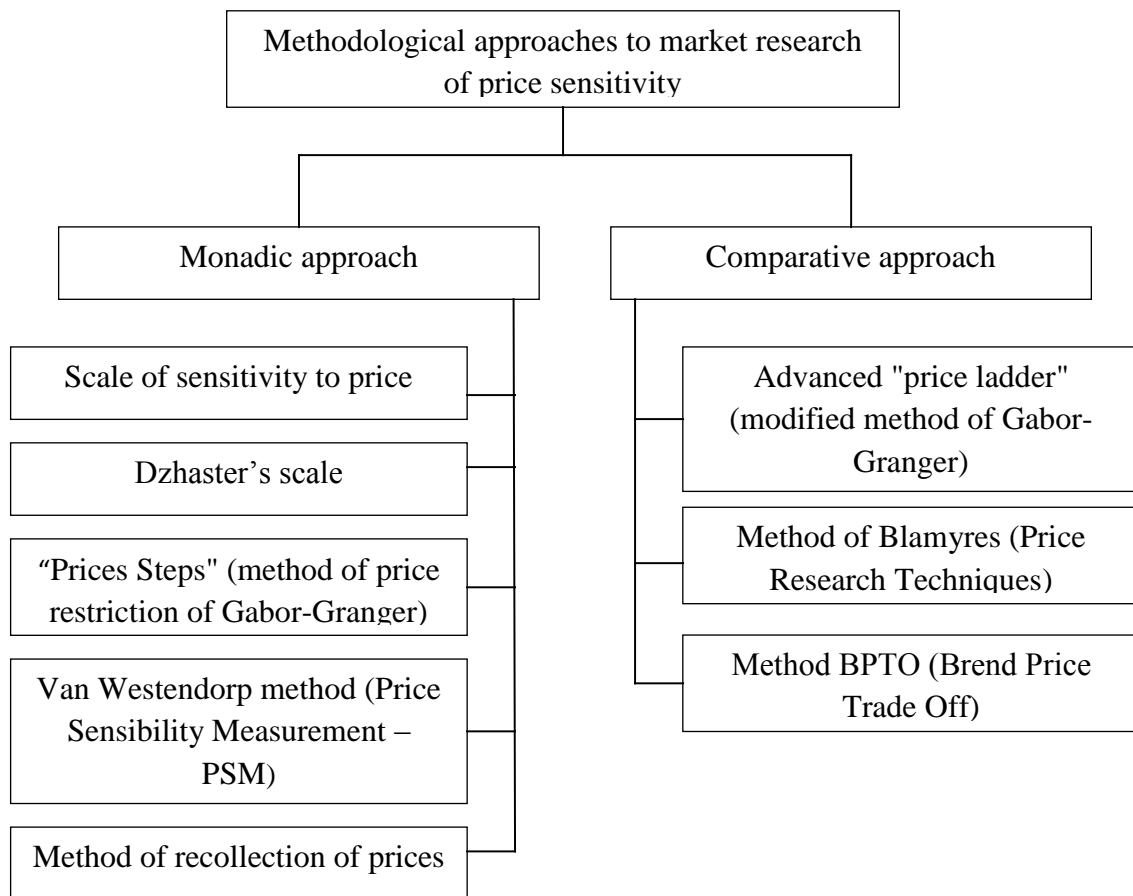 Methodological approaches to market research
of price sensitivity
Monadic approach
Scale of sensitivity to price
Dzhaster’s scale
“Prices Steps" (method of price
restriction of Gabor-Granger)
Van Westendorp method (Price
Sensibility Measurement –
PSM)
Method of recollection of prices
Comparative approach
Advanced "price ladder"
(modified method of Gabor-
Granger)
Method of Blamyres (Price
Research Techniques)
Method BPTO (Brend Price
Trade Off)